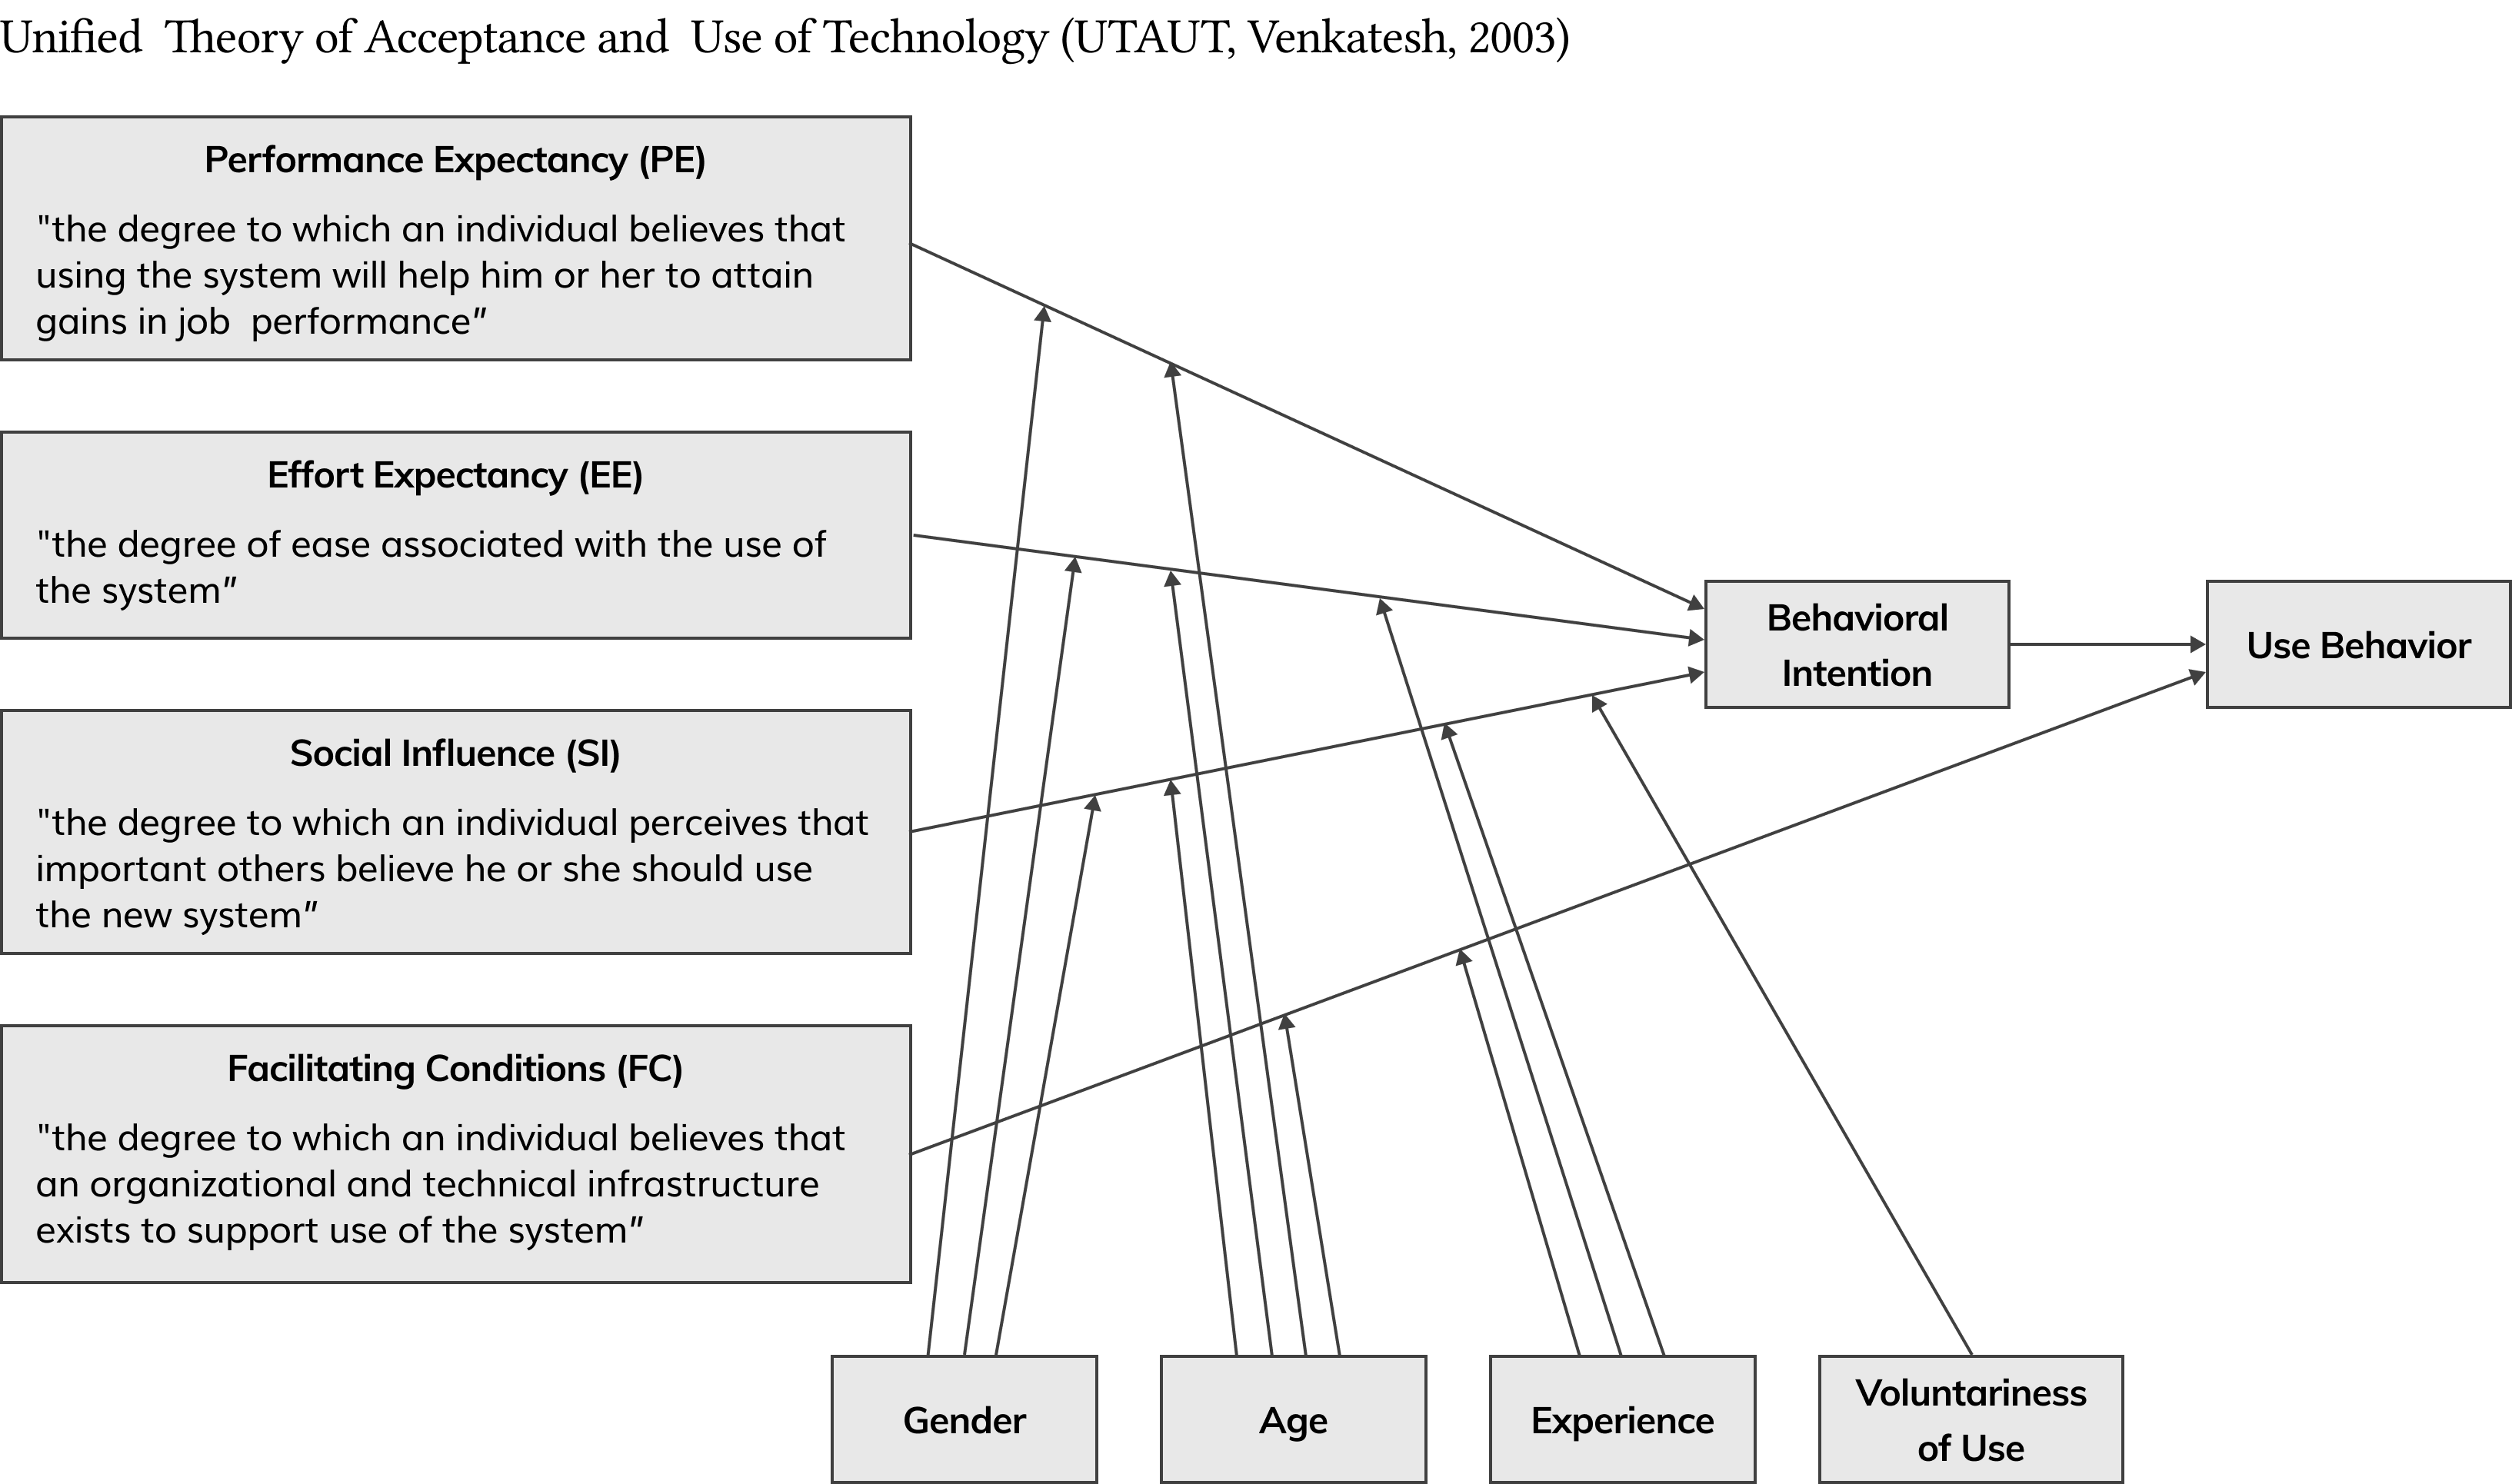 Unified Theory of Acceptance and Use of Technology (UTAUT, Venkatesh, 2003)
Performance Expectancy (PE)
"the degree to which an individual believes that
using the system will help him or her to attain
gains in job performance”
Effort Expectancy (EE)
"the degree of ease associated with the use of
the system”
Social Influence (SI)
"the degree to which an individual perceives that
important others believe he or she should use
the new system”
Facilitating Conditions (FC)
"the degree to which an individual believes that
an organizational and technical infrastructure
exists to support use of the system”
Behavioral
Intention
Use Behavior
Gender
Age
Experience
Voluntariness
of Use